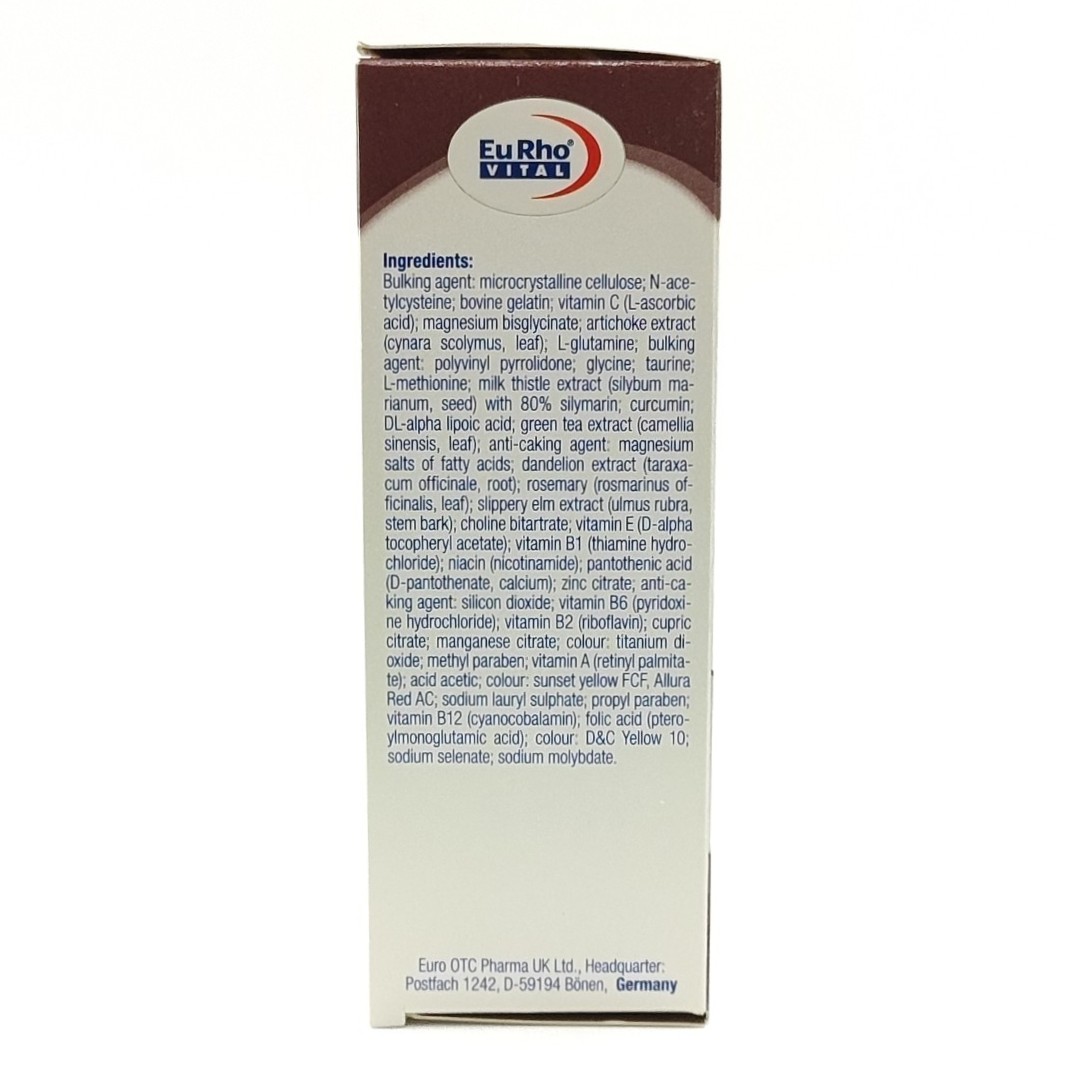 EuRho®
VITAL
Ingredients:
Bulking agent: microcrystalline cellulose; N-ace-
tylcysteine; bovine gelatin; vitamin C (L-ascorbic
acid); magnesium bisglycinate; artichoke extract
(cynara scolymus, leaf); L-glutamine; bulking
agent: polyvinyl pyrrolidone; glycine; taurine;
L-methionine; milk thistle extract (silybum ma-
rianum, seed) with 80% silymarin; curcumin;
DL-alpha lipoic acid; green tea extract (camellia
sinensis, leaf); anti-caking agent: magnesium
salts of fatty acids; dandelion extract (taraxa-
cum officinale, root); rosemary (rosmarinus of-
ficinalis, leaf); slippery elm extract (ulmus rubra,
stem bark); choline bitartrate; vitamin E (D-alpha
tocopheryl acetate); vitamin B1 (thiamine hydro-
chloride); niacin (nicotinamide); pantothenic acid
(D-pantothenate, calcium); zinc citrate; anti-ca-
king agent: silicon dioxide; vitamin B6 (pyridoxi-
ne hydrochloride); vitamin B2 (riboflavin); cupric
citrate; manganese citrate; colour: titanium di-
oxide; methyl paraben; vitamin A (retinyl palmita-
te); acid acetic; colour: sunset yellow FCF, Allura
Red AC; sodium lauryl sulphate; propyl paraben;
vitamin B12 (cyanocobalamin); folic acid (ptero-
ylmonoglutamic acid); colour: D&C Yellow 10;
sodium selenate; sodium molybdate.
Euro OTC Pharma UK Ltd., Headquarter:
Postfach 1242, D-59194 Bönen, Germany